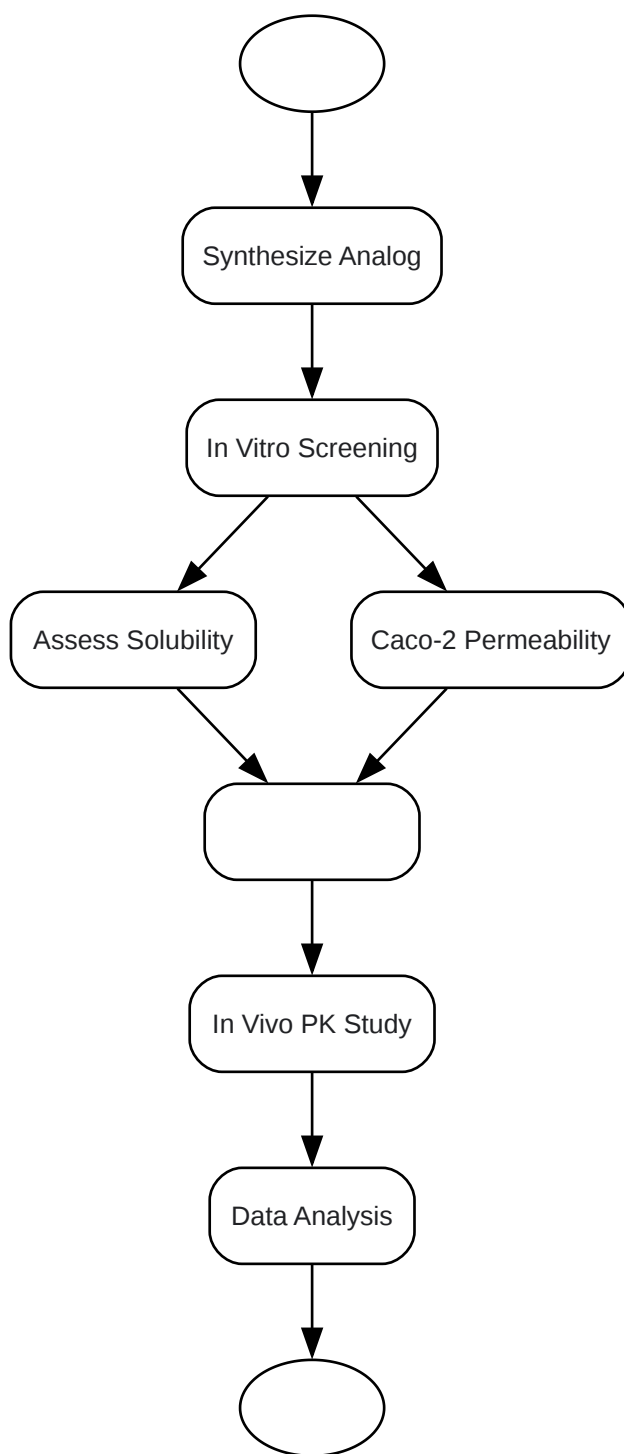 Synthesize Analog
In Vitro Screening
Assess Solubility
Caco-2 Permeability
In Vivo PK Study
Data Analysis